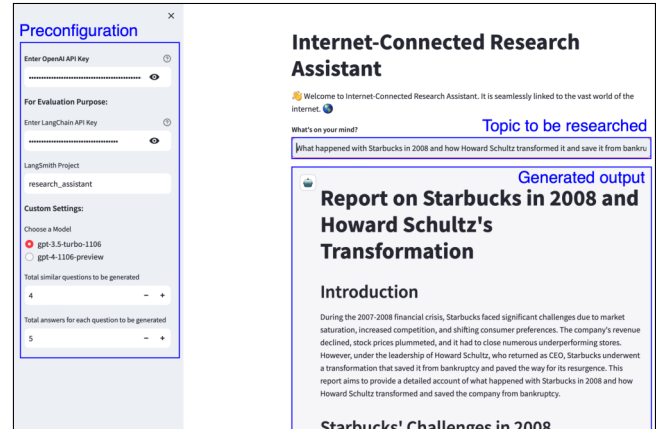 Preconfiguration
Enter OpenAI API Key
For Evaluation Purpose:
Enter LangChain API Key
LangSmith Project
research_assistant
Custom Settings:
Choose a Model
gpt-3.5-turbo-1106
gpt-4-1106-preview
Total similar questions to be generated
4
Total answers for each question to be generated
5
Internet-Connected Research
Assistant
👋 Welcome to Internet-Connected Research Assistant. It is seamlessly linked to the vast world of the
internet. 🌎
What's on your mind?
Topic to be researched
What happened with Starbucks in 2008 and how Howard Schultz transformed it and save it from bankru
Generated output
Report on Starbucks in 2008 and
Howard Schultz's
Transformation
Introduction
During the 2007-2008 financial crisis, Starbucks faced significant challenges due to market
saturation, increased competition, and shifting consumer preferences. The company's revenue
declined, stock prices plummeted, and it had to close numerous underperforming stores.
However, under the leadership of Howard Schultz, who returned as CEO, Starbucks underwent
a transformation that saved it from bankruptcy and paved the way for its resurgence. This
report aims to provide a detailed account of what happened with Starbucks in 2008 and how
Howard Schultz transformed and saved the company from bankruptcy.
Starbucks' Challenges in 2008